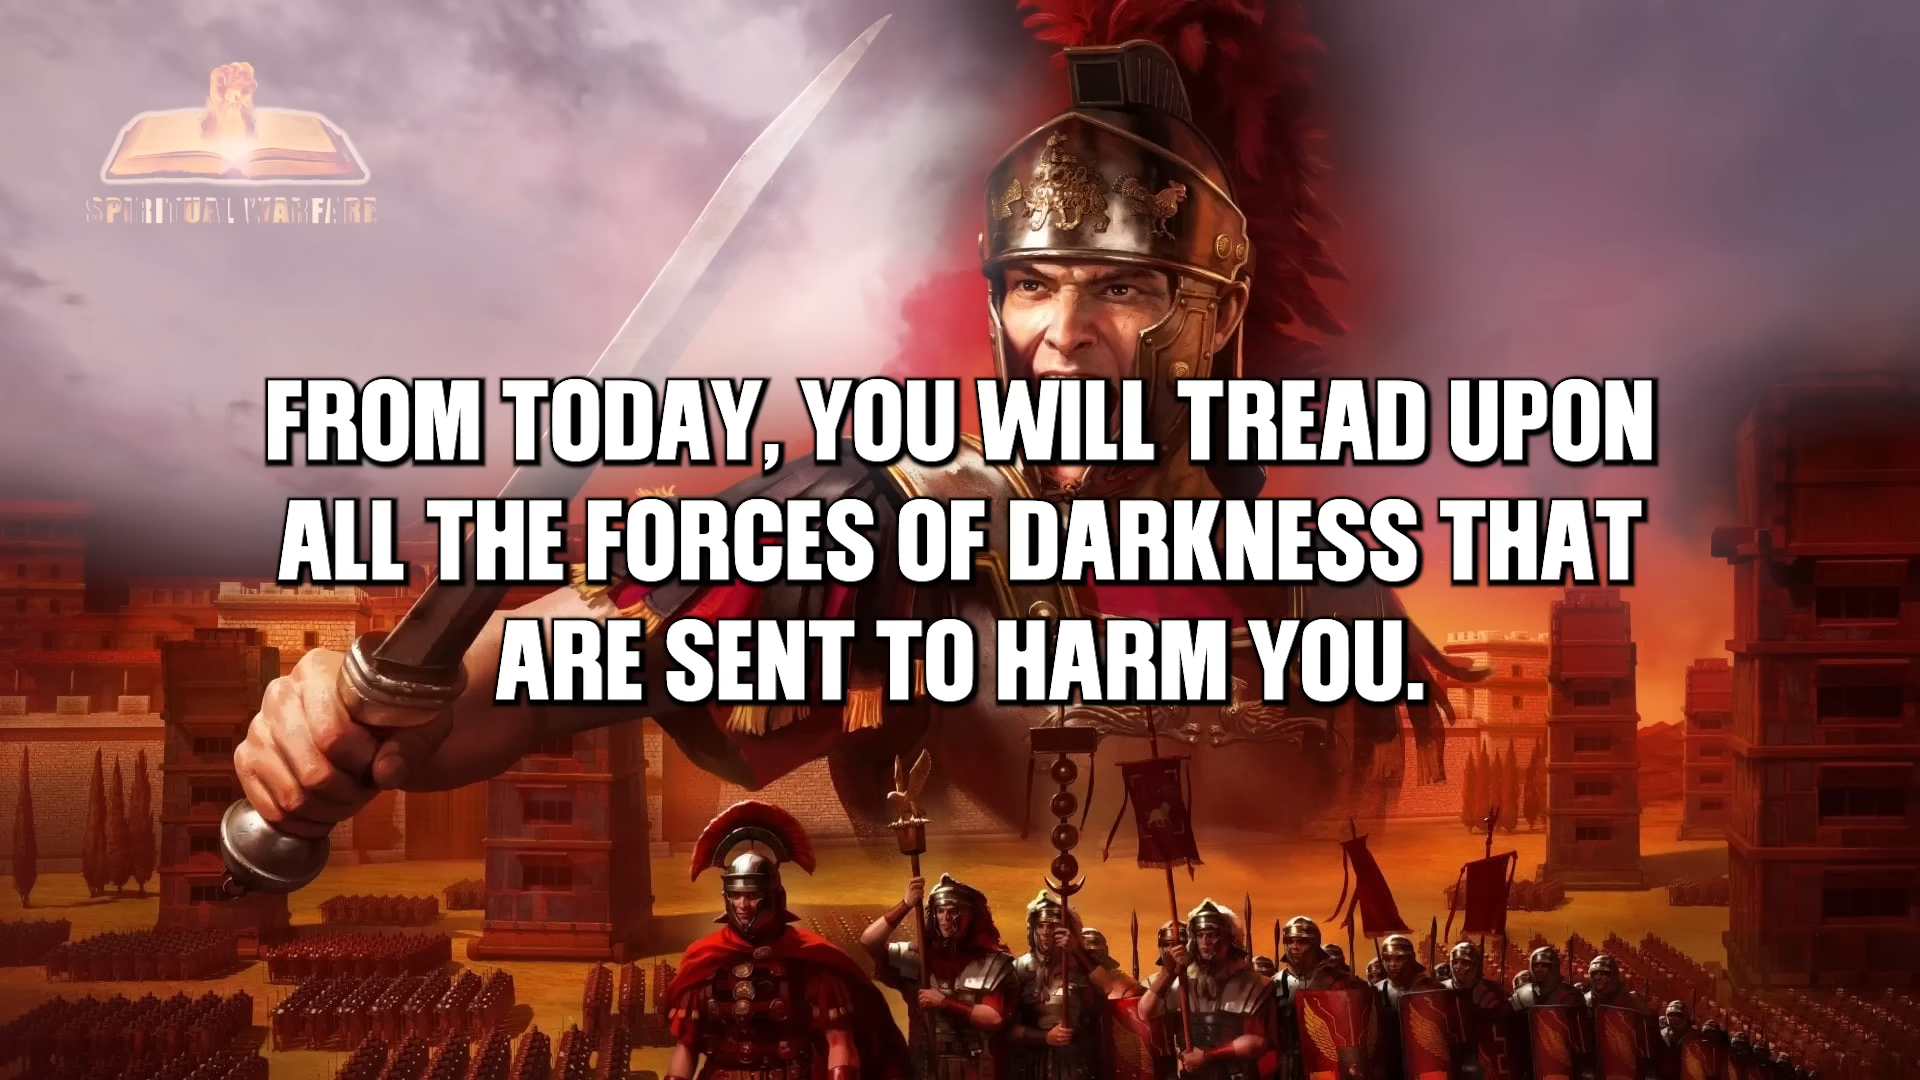 SPIRITUAL WARFARE
FROM TODAY, YOU WILL TREAD UPON
ALL THE FORCES OF DARKNESS THAT
ARE SENT TO HARM YOU.